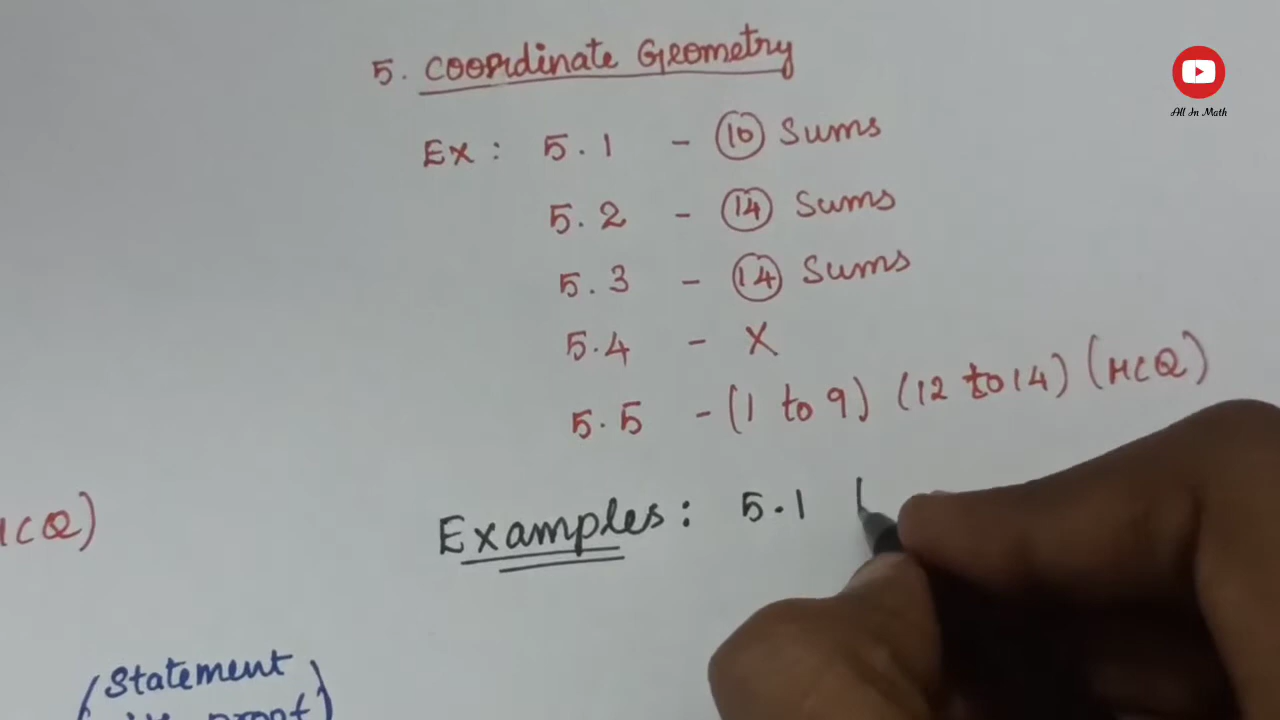 5. Coordinate Geometry
All In Math
Ex : 5.1 - 10 Sums
5.2 - 14 Sums
5.3 - 14 Sums
5.4 - X
5.5 - (1 to 9) (12 to 14) (MCQ)
Examples : 5.1
(Statement